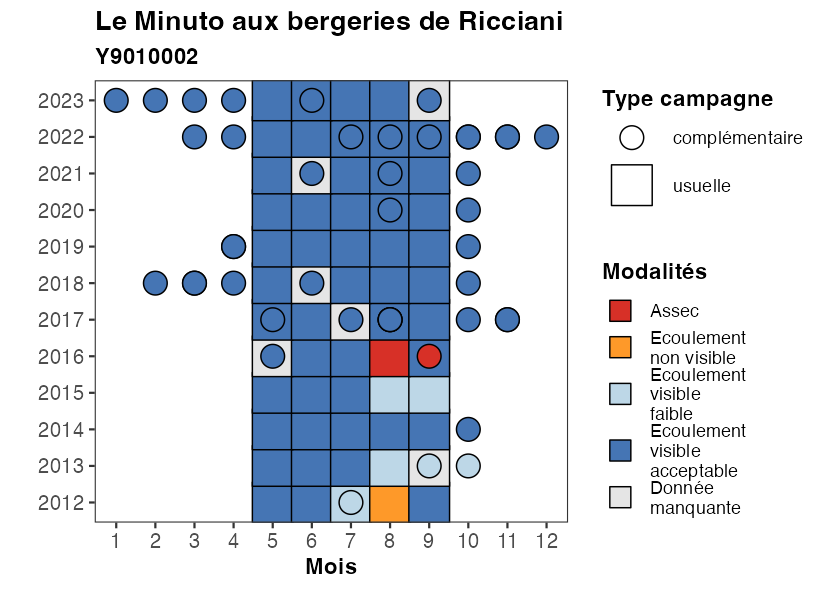 Le Minuto aux bergeries de Ricciani
Y9010002
2023
2022
2021
2020
2019
2018
2017
2016
2015
2014
2013
2012
1 2 3 4 5 6 7 8 9 10 11 12
Mois
Type campagne
complémentaire
usuelle
Modalités
Assec
Ecoulement
non visible
Ecoulement
visible
faible
Ecoulement
visible
acceptable
Donnée
manquante